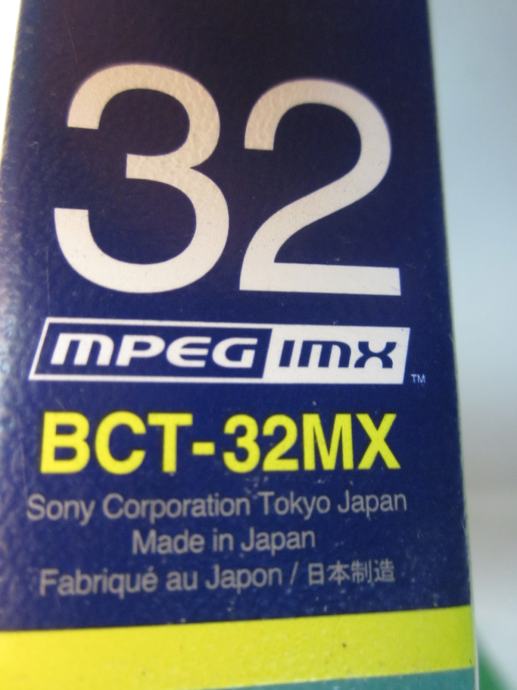 32
MPEG IMX ™
BCT-32MX
Sony Corporation Tokyo Japan
Made in Japan
Fabriqué au Japon / 日本制造